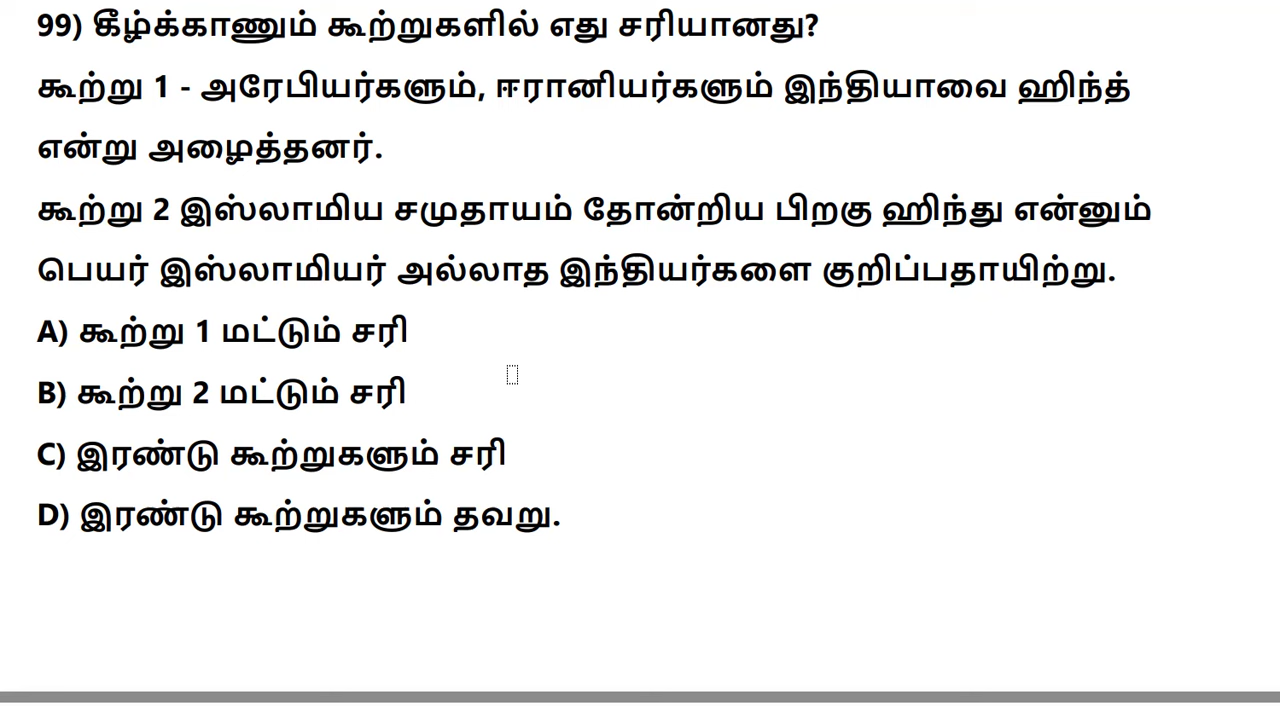 99) கீழ்க்காணும் கூற்றுகளில் எது சரியானது?
கூற்று 1 - அரேபியர்களும், ஈரானியர்களும் இந்தியாவை ஹிந்த்
என்று அழைத்தனர்.
கூற்று 2 இஸ்லாமிய சமுதாயம் தோன்றிய பிறகு ஹிந்து என்னும்
பெயர் இஸ்லாமியர் அல்லாத இந்தியர்களை குறிப்பதாயிற்று.
A) கூற்று 1 மட்டும் சரி
B) கூற்று 2 மட்டும் சரி
C) இரண்டு கூற்றுகளும் சரி
D) இரண்டு கூற்றுகளும் தவறு.